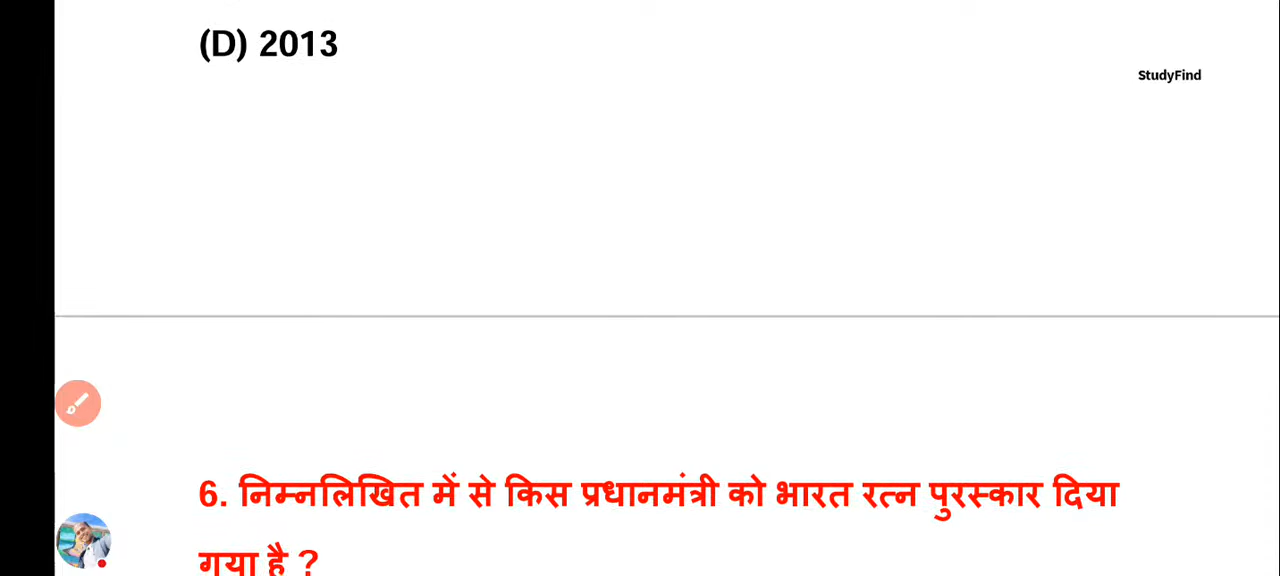 (D) 2013
StudyFind
6. निम्नलिखित में से किस प्रधानमंत्री को भारत रत्न पुरस्कार दिया
गया है ?